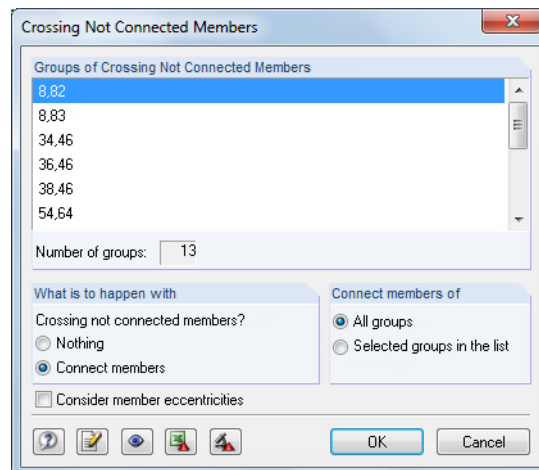 Crossing Not Connected Members
Groups of Crossing Not Connected Members
8,82
8,83
34,46
36,46
38,46
54,64
Number of groups: 13
What is to happen with
Crossing not connected members?
Nothing
Connect members
Connect members of
All groups
Selected groups in the list
Consider member eccentricities
OK
Cancel